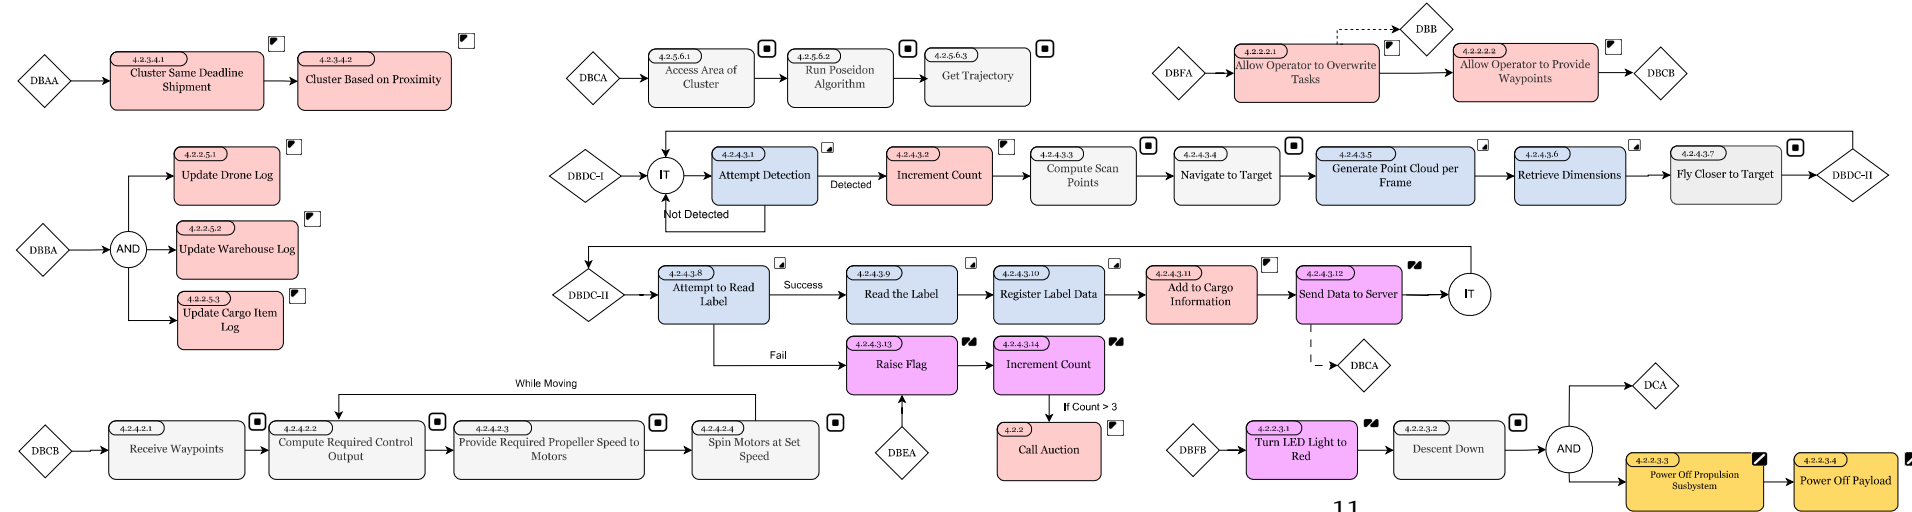 DBAA
4.2.3.4.1
Cluster Same Deadline
Shipment
4.2.3.4.2
Cluster Based on Proximity
DBCA
4.2.5.6.1
Access Area of
Cluster
4.2.5.6.2
Run Poseidon
Algorithm
4.2.5.6.3
Get Trajectory
DBFA
4.2.2.2.1
Allow Operator to Overwrite
Tasks
DBB
4.2.2.2.2
Allow Operator to Provide
Waypoints
DBCB
DBBA
AND
4.2.2.5.1
Update Drone Log
4.2.2.5.2
Update Warehouse Log
4.2.2.5.3
Update Cargo Item
Log
DBDC-I
IT
4.2.4.3.1
Attempt Detection
Detected
Not Detected
4.2.4.3.2
Increment Count
4.2.4.3.3
Compute Scan
Points
4.2.4.3.4
Navigate to Target
4.2.4.3.5
Generate Point Cloud per
Frame
4.2.4.3.6
Retrieve Dimensions
4.2.4.3.7
Fly Closer to Target
DBDC-II
DBDC-II
4.2.4.3.8
Attempt to Read
Label
Success
4.2.4.3.9
Read the Label
4.2.4.3.10
Register Label Data
4.2.4.3.11
Add to Cargo
Information
4.2.4.3.12
Send Data to Server
IT
DBCA
Fail
4.2.4.3.13
Raise Flag
4.2.4.3.14
Increment Count
If Count > 3
DBEA
4.2.2
Call Auction
While Moving
DBCB
4.2.4.2.1
Receive Waypoints
4.2.4.2.2
Compute Required Control
Output
4.2.4.2.3
Provide Required Propeller Speed to
Motors
4.2.4.2.4
Spin Motors at Set
Speed
DBFB
4.2.2.3.1
Turn LED Light to
Red
4.2.2.3.2
Descent Down
AND
DCA
4.2.2.3.3
Power Off Propulsion
Susbystem
4.2.2.3.4
Power Off Payload
11